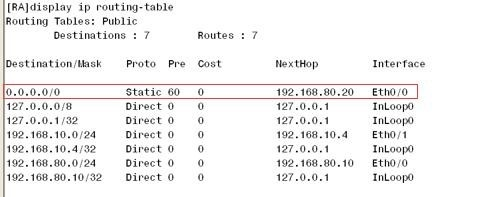 [RA]display ip routing-table
Routing Tables: Public
Destinations : 7 Routes : 7
Destination/Mask Proto Pre Cost NextHop Interface
0.0.0.0/0 Static 60 0 192.168.80.20 Eth0/0
127.0.0.0/8 Direct 0 0 127.0.0.1 InLoop0
127.0.0.1/32 Direct 0 0 127.0.0.1 InLoop0
192.168.10.0/24 Direct 0 0 192.168.10.4 Eth0/1
192.168.10.4/32 Direct 0 0 127.0.0.1 InLoop0
192.168.80.0/24 Direct 0 0 192.168.80.10 Eth0/0
192.168.80.10/32 Direct 0 0 127.0.0.1 InLoop0